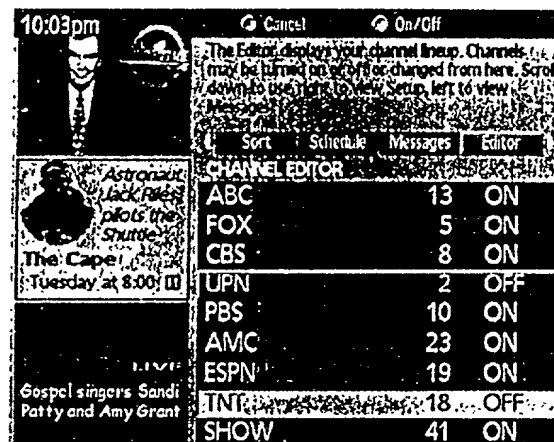 10:03pm
Cancel
On/Off
The Editor displays your channel lineup. Channels
may be turned on or off or changed from here. Scroll
down to use, right to view Setup, left to view
Messages.
Sort Schedule Messages Editor
CHANNEL EDITOR
ABC 13 ON
FOX 5 ON
CBS 8 ON
UPN 2 OFF
PBS 10 ON
AMC 23 ON
ESPN 19 ON
TNT 18 OFF
SHOW 41 ON
Astronaut
Jack Riles
pilots the
Shuttle
The Cape
Tuesday at 8:00
LIVE
Gospel singers Sandi
Patty and Amy Grant